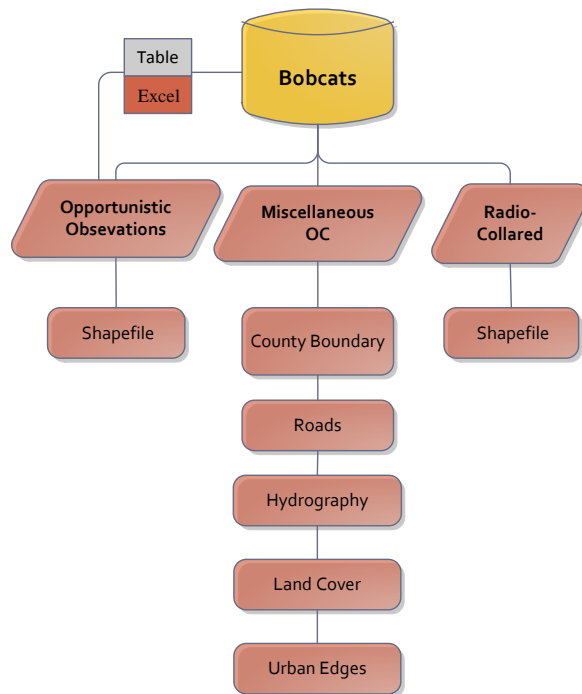 Table
Excel
Bobcats
Opportunistic
Obsevations
Miscellaneous
OC
Radio-
Collared
Shapefile
County Boundary
Shapefile
Roads
Hydrography
Land Cover
Urban Edges